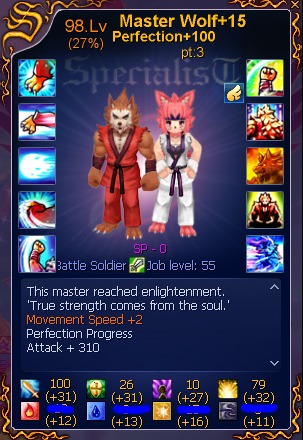 98.Lv Master Wolf+15
(27%) Perfection+100
pt:3
SpecialisT
SP - 0
Battle Soldier Job level: 55
This master reached enlightenment.
'True strength comes from the soul.'
Movement Speed +2
Perfection Progress
Attack + 310
100 26 10 79
(+31) (+31) (+27) (+32)
(+12) (+13) (+16) (+11)